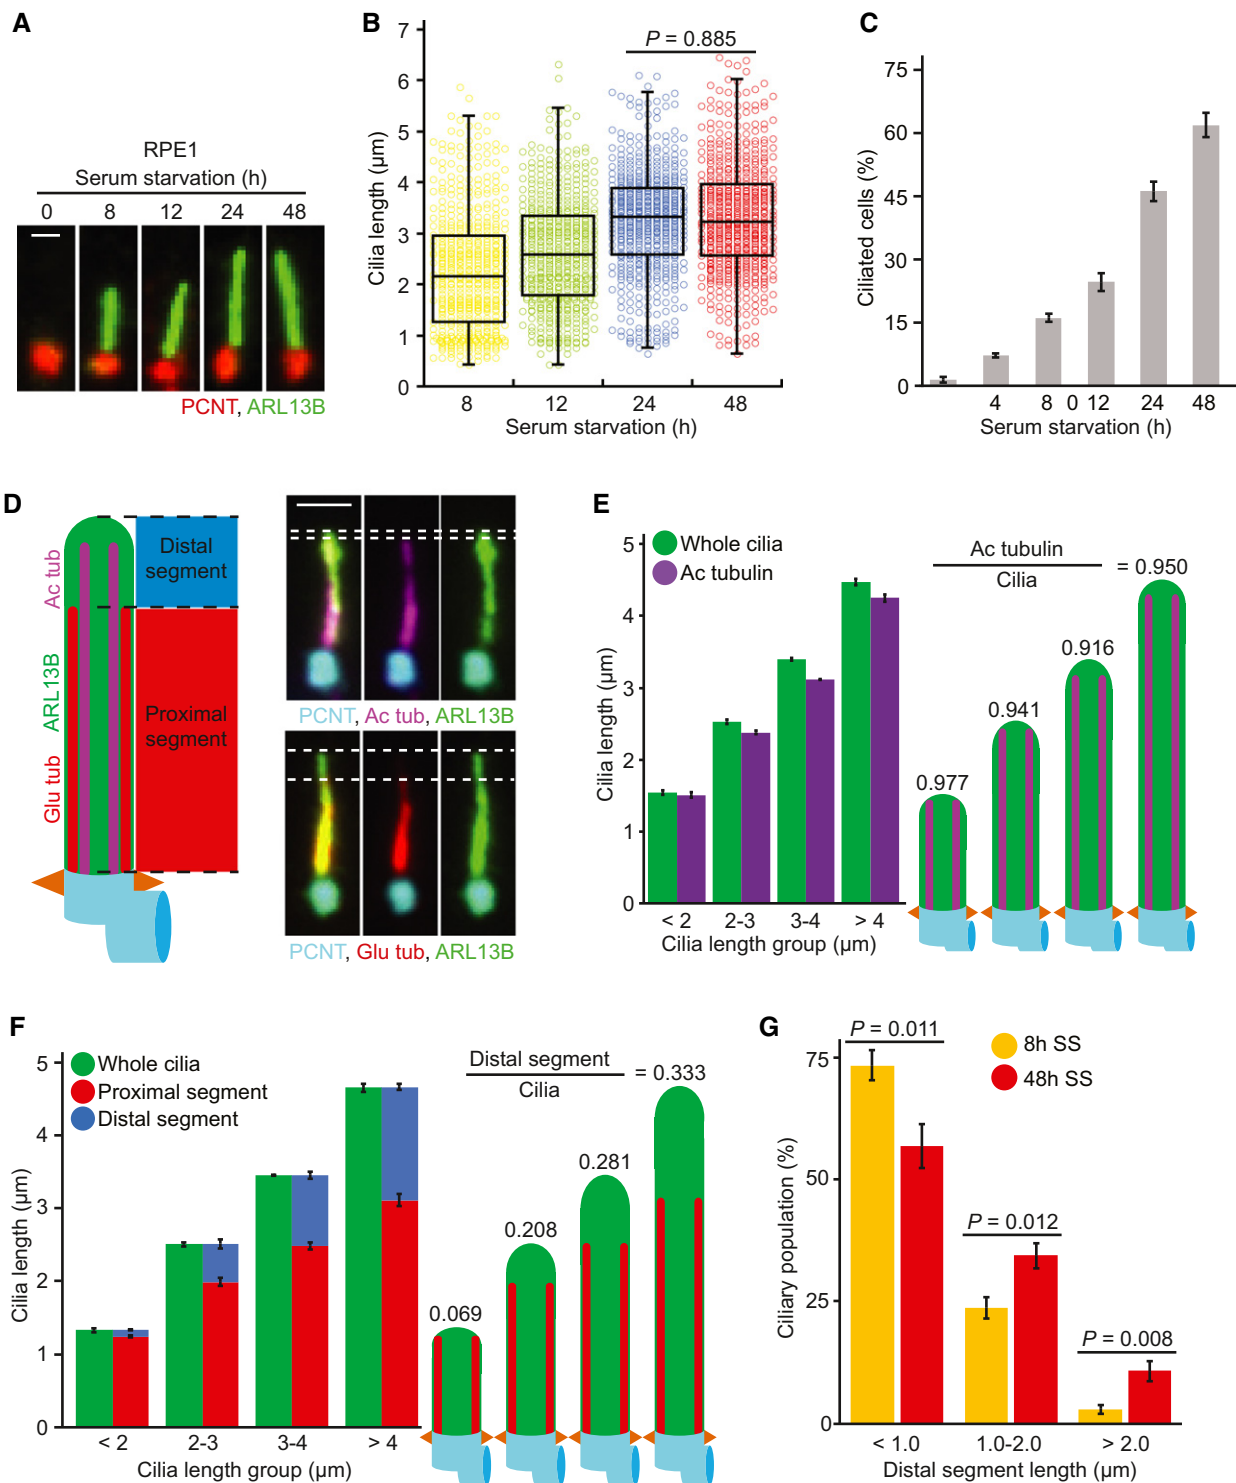 A
RPE1
Serum starvation (h)
0 8 12 24 48
PCNT, ARL13B
B
P = 0.885
Cilia length (µm)
7
6
5
4
3
2
1
0
8 12 24 48
Serum starvation (h)
C
Ciliated cells (%)
75
60
45
30
15
0
4 8 0 12 24 48
Serum starvation (h)
D
Ac tub
ARL13B
Glu tub
Distal
segment
Proximal
segment
PCNT, Ac tub, ARL13B
PCNT, Glu tub, ARL13B
E
Whole cilia
Ac tubulin
Cilia length (µm)
5
4
3
2
1
0
< 2 2-3 3-4 > 4
Cilia length group (µm)
Ac tubulin
Cilia
= 0.950
0.916
0.941
0.977
F
Whole cilia
Proximal segment
Distal segment
Cilia length (µm)
5
4
3
2
1
0
< 2 2-3 3-4 > 4
Cilia length group (µm)
Distal segment
Cilia
= 0.333
0.281
0.208
0.069
G
P = 0.011
8h SS
48h SS
P = 0.012
P = 0.008
Ciliary population (%)
75
50
25
0
< 1.0 1.0-2.0 > 2.0
Distal segment length (µm)